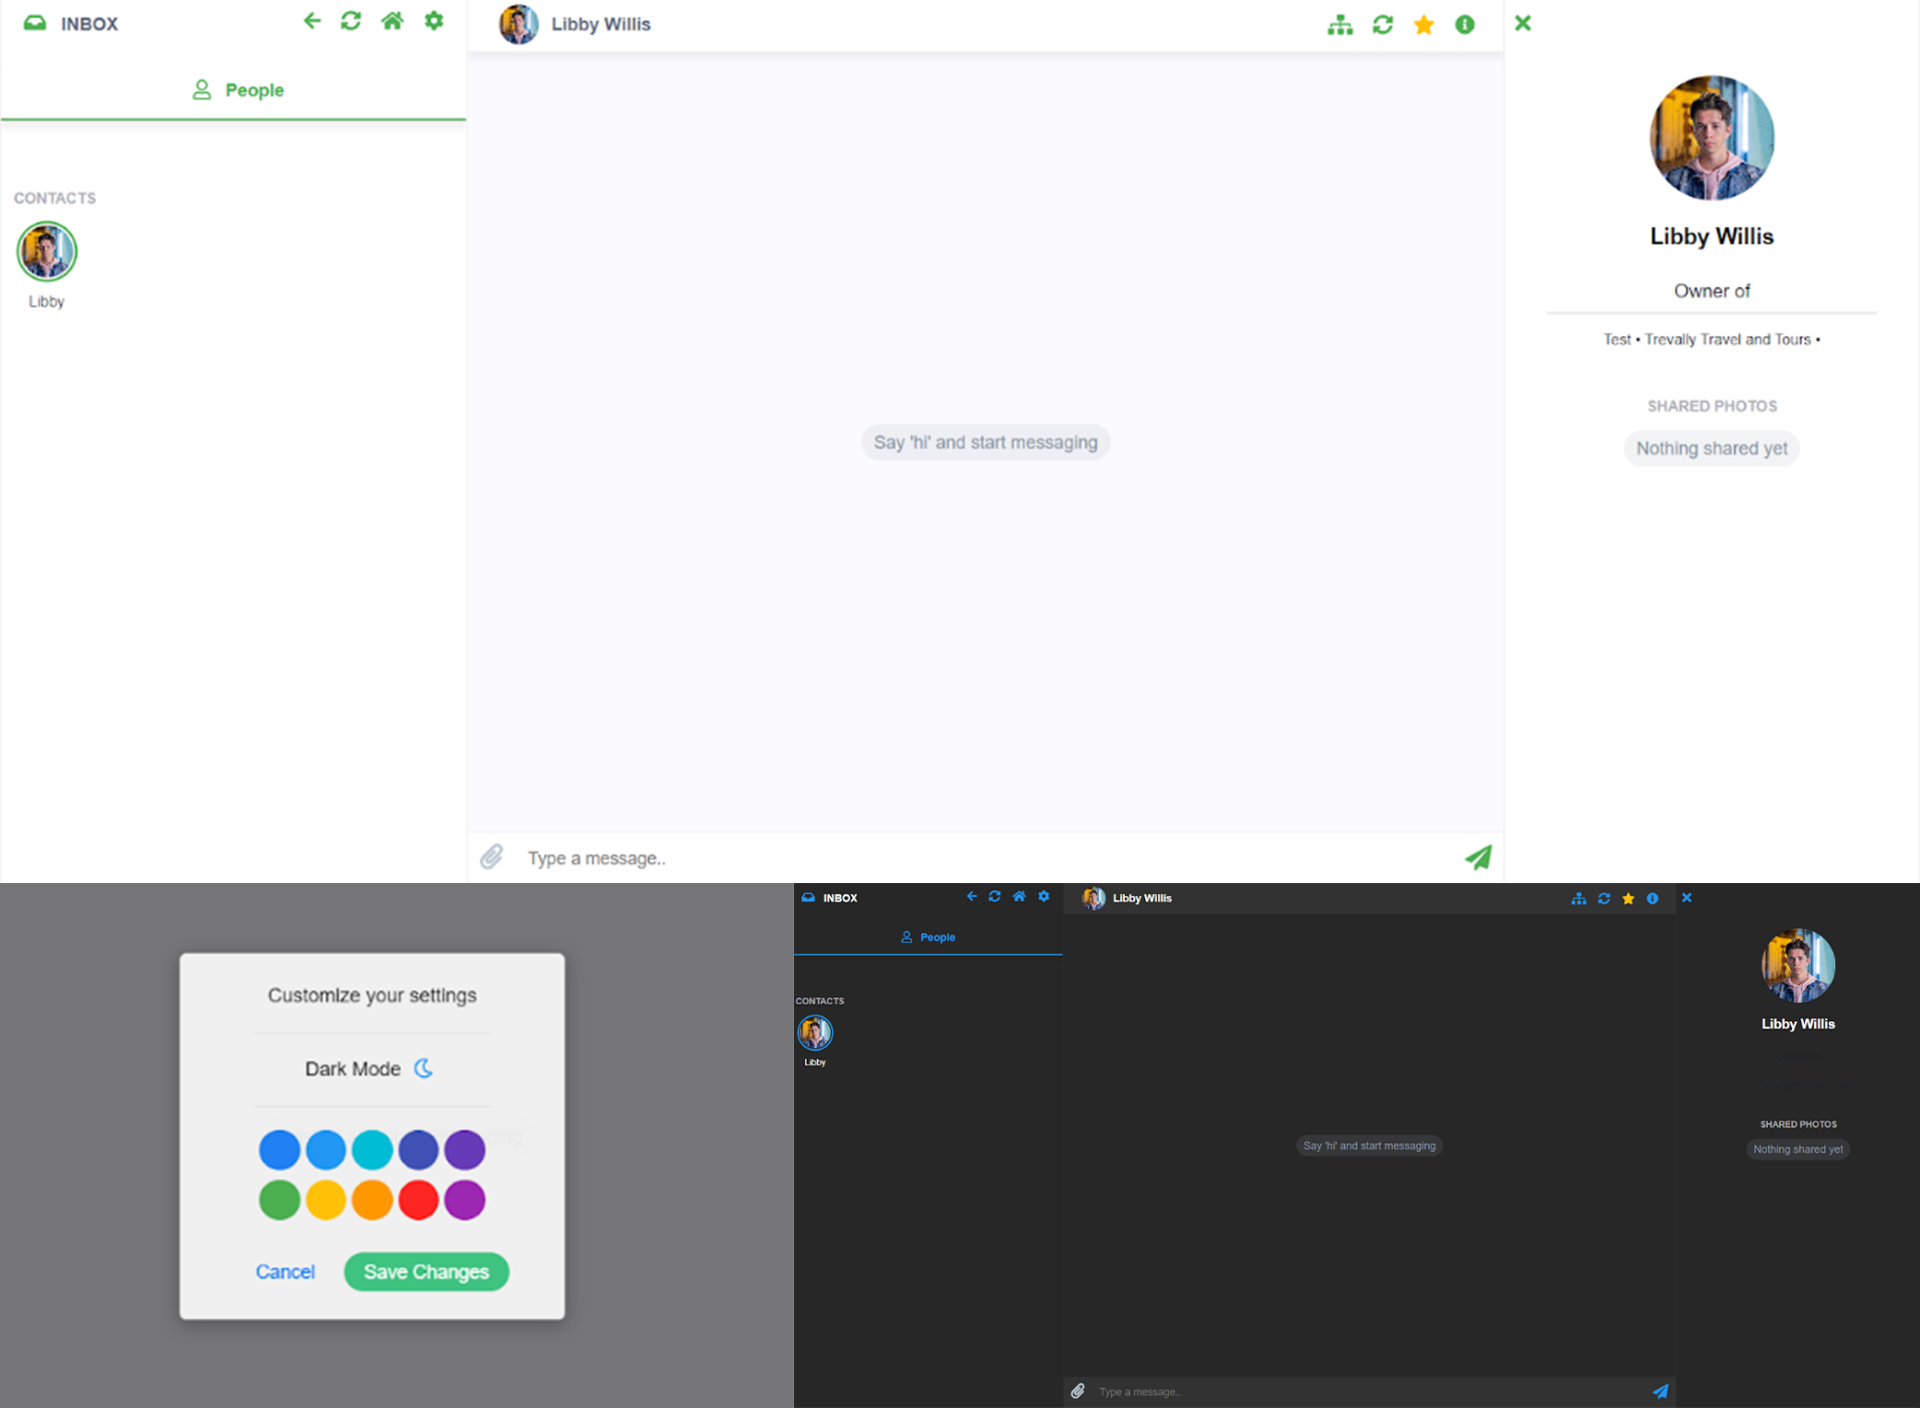 INBOX
People
CONTACTS
Libby
Libby Willis
Say 'hi' and start messaging
Type a message..
Libby Willis
Owner of
Test • Trevally Travel and Tours •
SHARED PHOTOS
Nothing shared yet
Customize your settings
Dark Mode
Cancel
Save Changes
INBOX
People
CONTACTS
Libby
Libby Willis
Say 'hi' and start messaging
Type a message..
Libby Willis
SHARED PHOTOS
Nothing shared yet